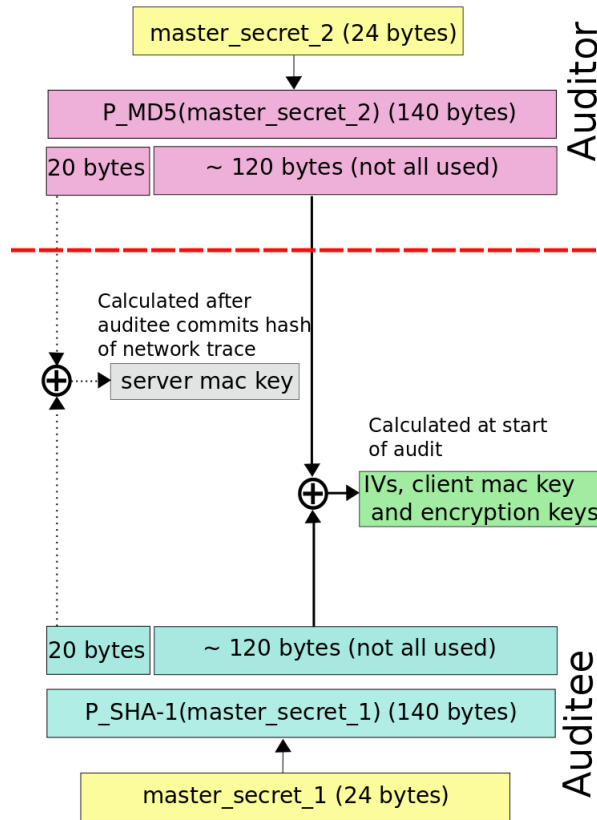 master_secret_2 (24 bytes)
Auditor
P_MD5(master_secret_2) (140 bytes)
20 bytes
~ 120 bytes (not all used)
Calculated after
auditee commits hash
of network trace
server mac key
Calculated at start
of audit
IVs, client mac key
and encryption keys
20 bytes
~ 120 bytes (not all used)
Auditee
P_SHA-1(master_secret_1) (140 bytes)
master_secret_1 (24 bytes)